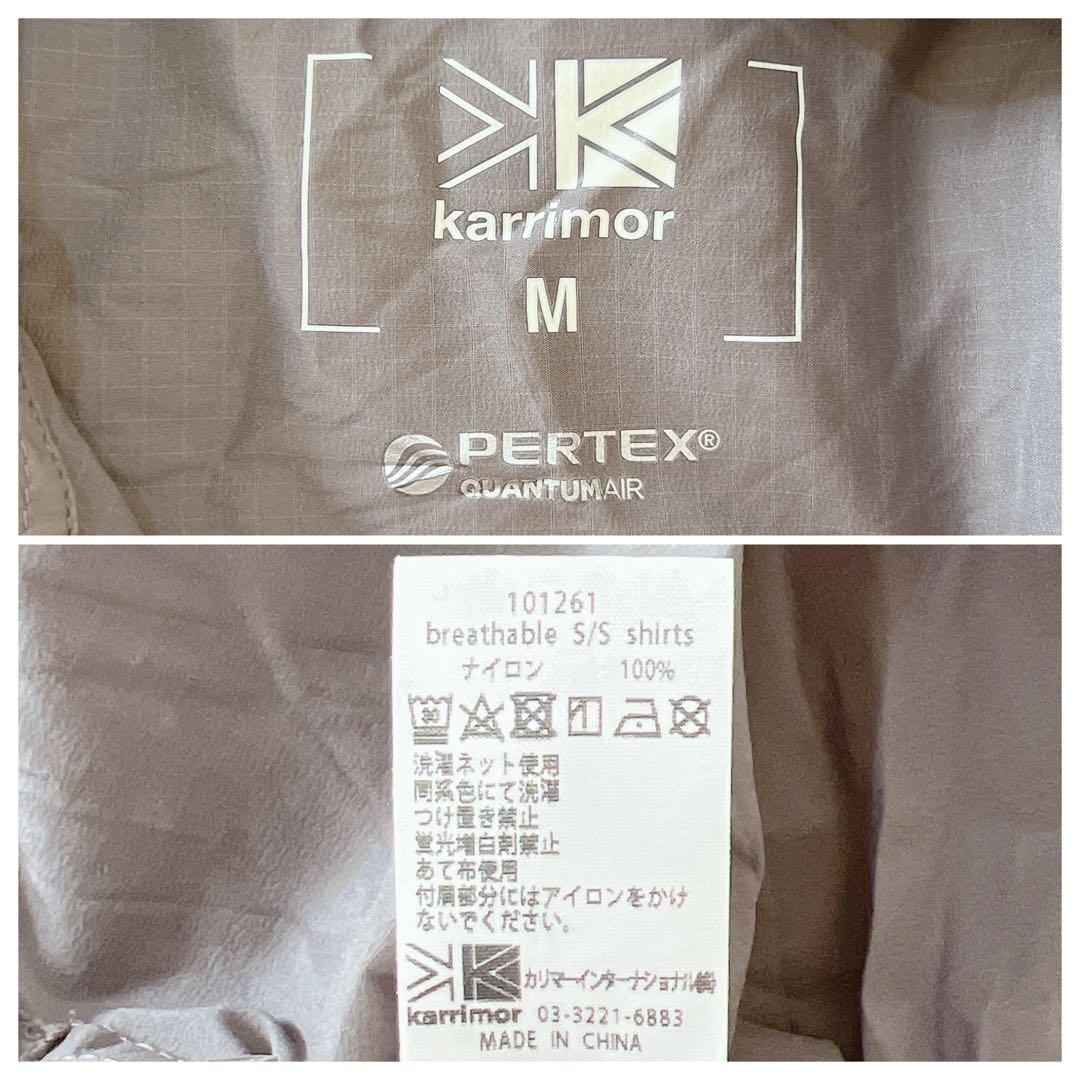 karrimor
M
PERTEX®
QUANTUMAIR
101261
breathable S/S shirts
ナイロン 100%
洗濯ネット使用
同系色にて洗濯
つけ置き禁止
蛍光増白剤禁止
あて布使用
付属部分にはアイロンをかけ
ないでください。
カリマーインターナショナル㈱
karrimor 03-3221-6883
MADE IN CHINA